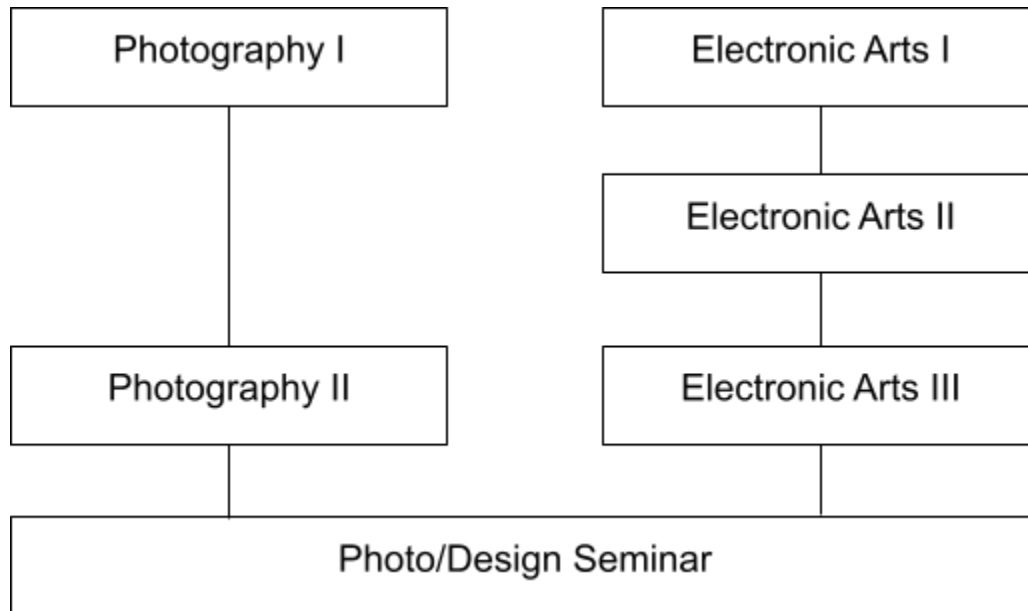 Photography I
Electronic Arts I
Electronic Arts II
Photography II
Electronic Arts III
Photo/Design Seminar